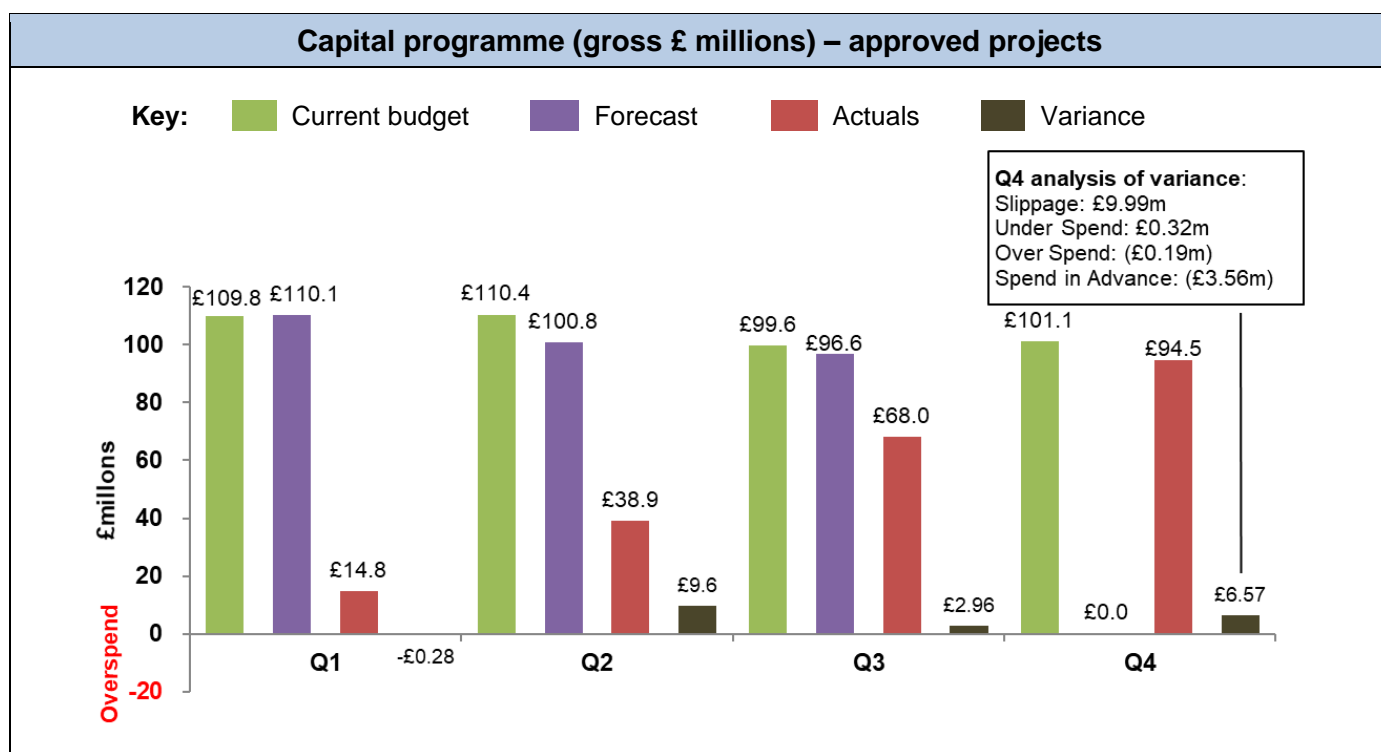 Capital programme (gross £ millions) – approved projects
Key: Current budget Forecast Actuals Variance
Q4 analysis of variance:
Slippage: £9.99m
Under Spend: £0.32m
Over Spend: (£0.19m)
Spend in Advance: (£3.56m)
£millons
Overspend
120
100
80
60
40
20
0
-20
£109.8
£110.1
£14.8
-£0.28
£110.4
£100.8
£38.9
£9.6
£99.6
£96.6
£68.0
£2.96
£101.1
£0.0
£94.5
£6.57
Q1 Q2 Q3 Q4